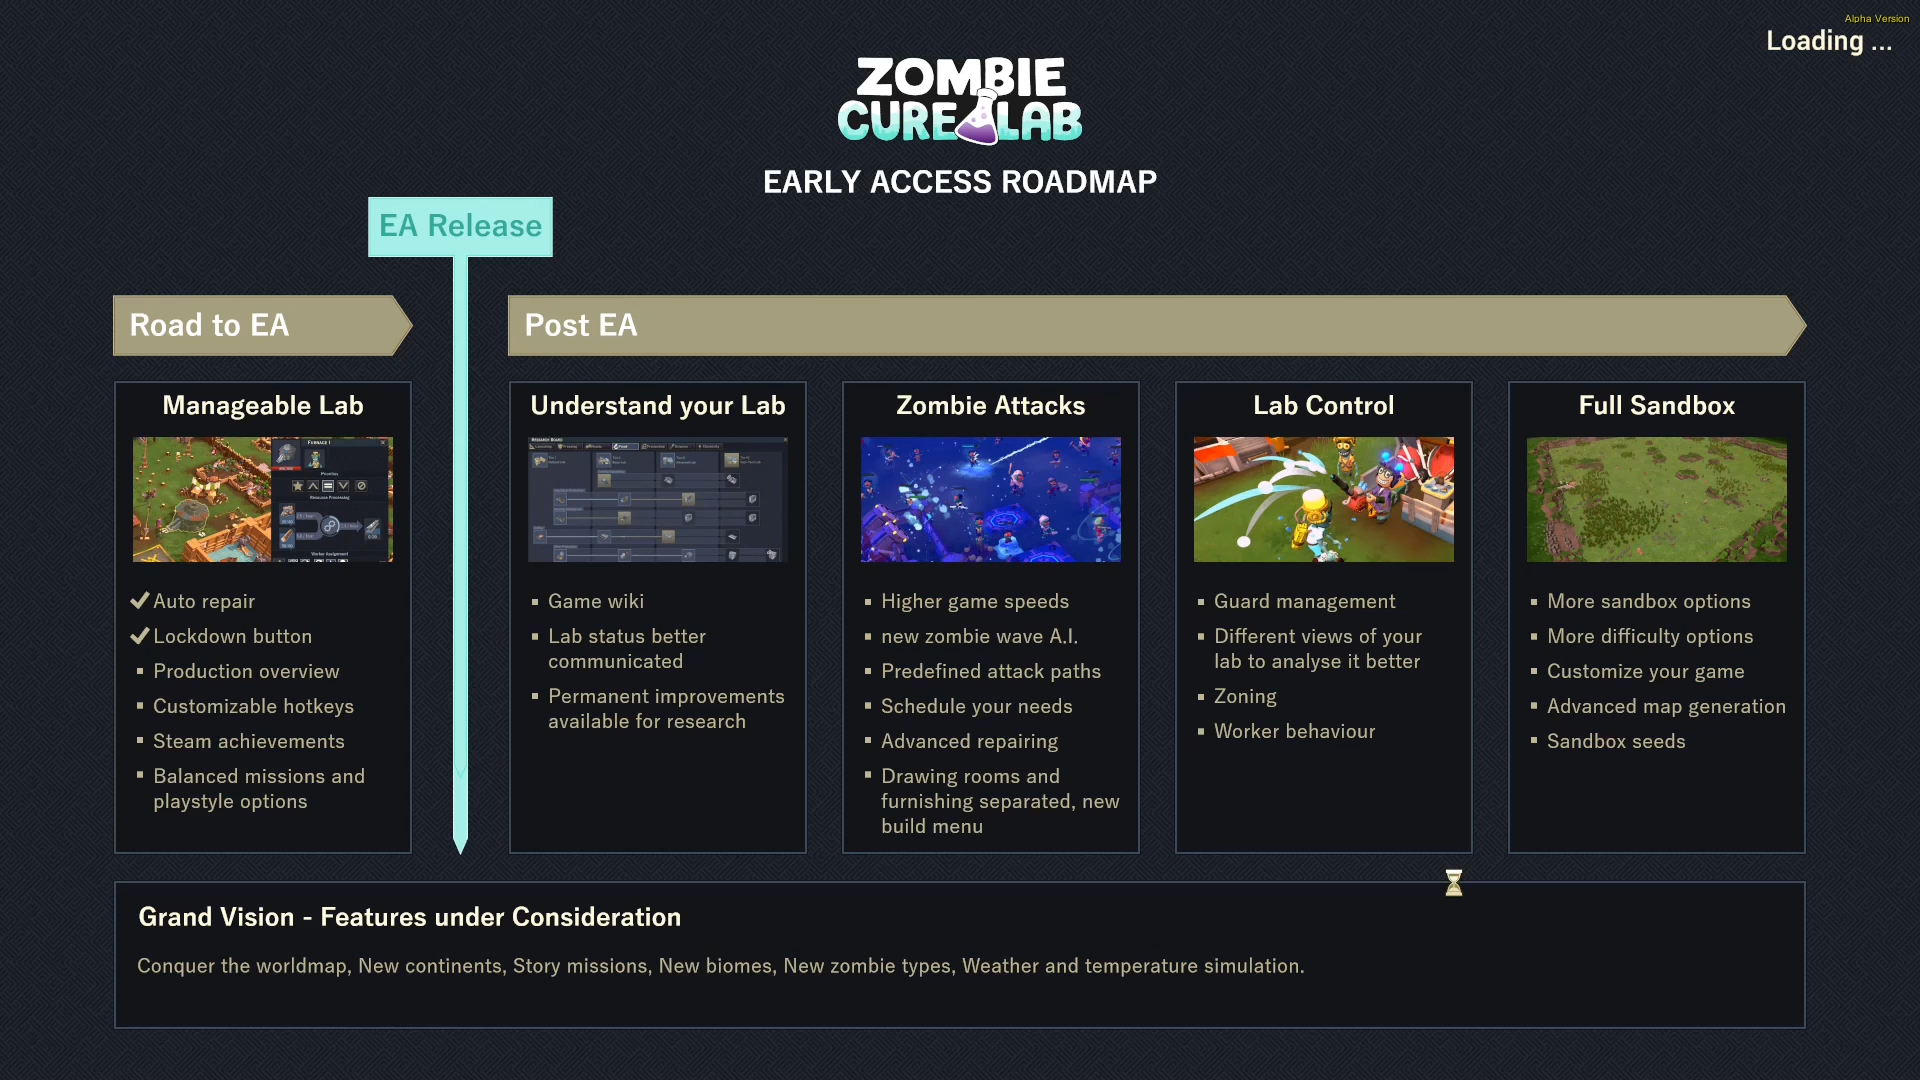 Alpha Version
Loading ...
ZOMBIE
CURE LAB
EARLY ACCESS ROADMAP
EA Release
Road to EA
Post EA
Manageable Lab
Auto repair
Lockdown button
Production overview
Customizable hotkeys
Steam achievements
Balanced missions and
playstyle options
Understand your Lab
Game wiki
Lab status better
communicated
Permanent improvements
available for research
Zombie Attacks
Higher game speeds
new zombie wave A.I.
Predefined attack paths
Schedule your needs
Advanced repairing
Drawing rooms and
furnishing separated, new
build menu
Lab Control
Guard management
Different views of your
lab to analyse it better
Zoning
Worker behaviour
Full Sandbox
More sandbox options
More difficulty options
Customize your game
Advanced map generation
Sandbox seeds
Grand Vision - Features under Consideration
Conquer the worldmap, New continents, Story missions, New biomes, New zombie types, Weather and temperature simulation.